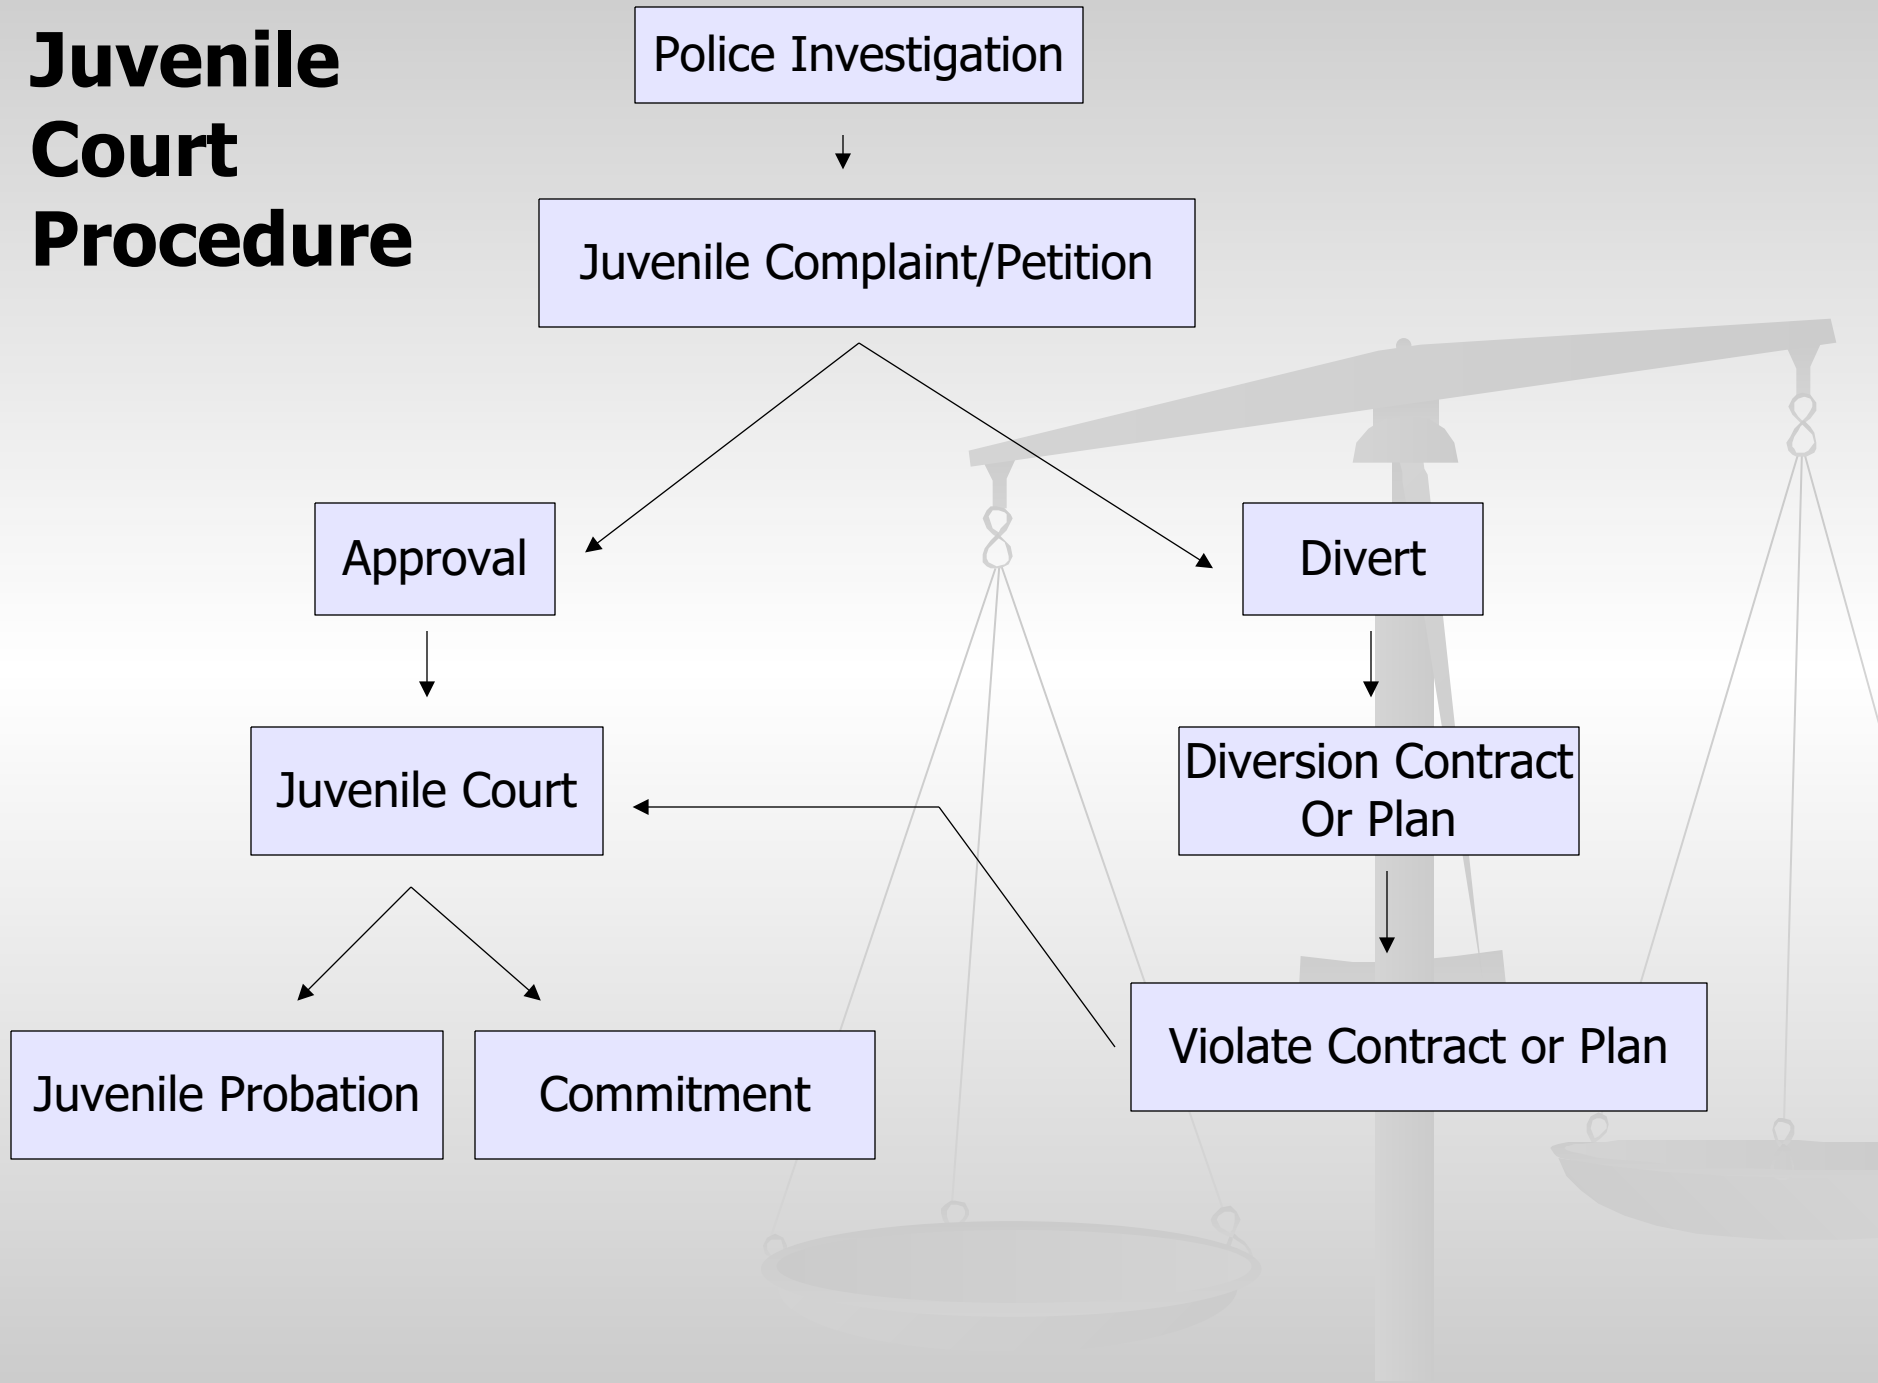 Juvenile
Court
Procedure
Police Investigation
Juvenile Complaint/Petition
Approval
Divert
Juvenile Court
Diversion Contract
Or Plan
Juvenile Probation
Commitment
Violate Contract or Plan